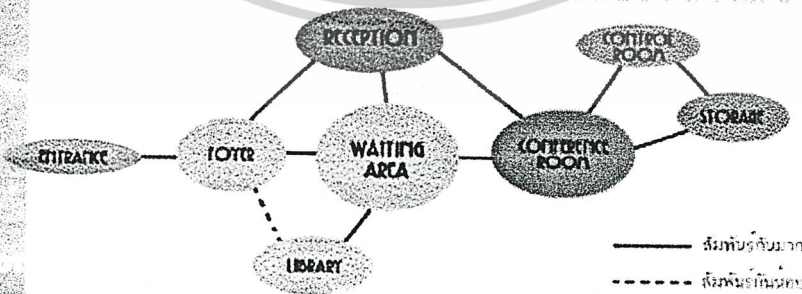 RECEPTION
CONTROL
ROOM
STORAGE
ENTRANCE
FOYER
WAITING
AREA
CONFERENCE
ROOM
LIBRARY
สัมพันธ์กันมาก
สัมพันธ์กันน้อย